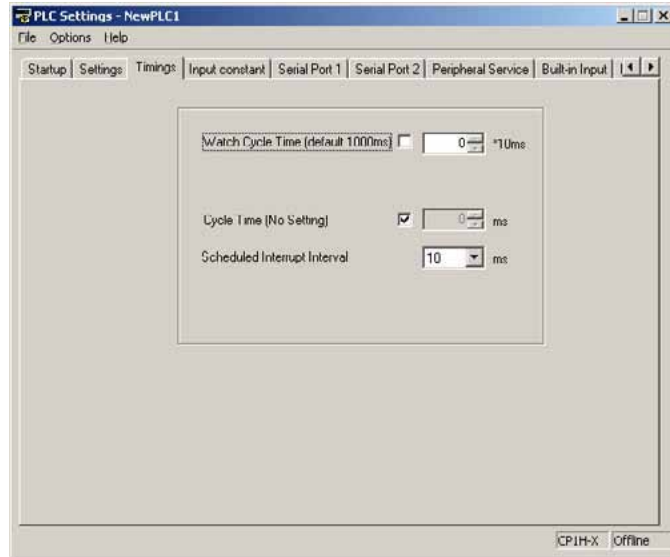 PLC Settings - NewPLC1
File Options Help
Startup Settings Timings Input constant Serial Port 1 Serial Port 2 Peripheral Service Built-in Input
Watch Cycle Time (default 1000ms) 0 *10ms
Cycle Time (No Setting) 0 ms
Scheduled Interrupt Interval 10 ms
CP1H-X Offline